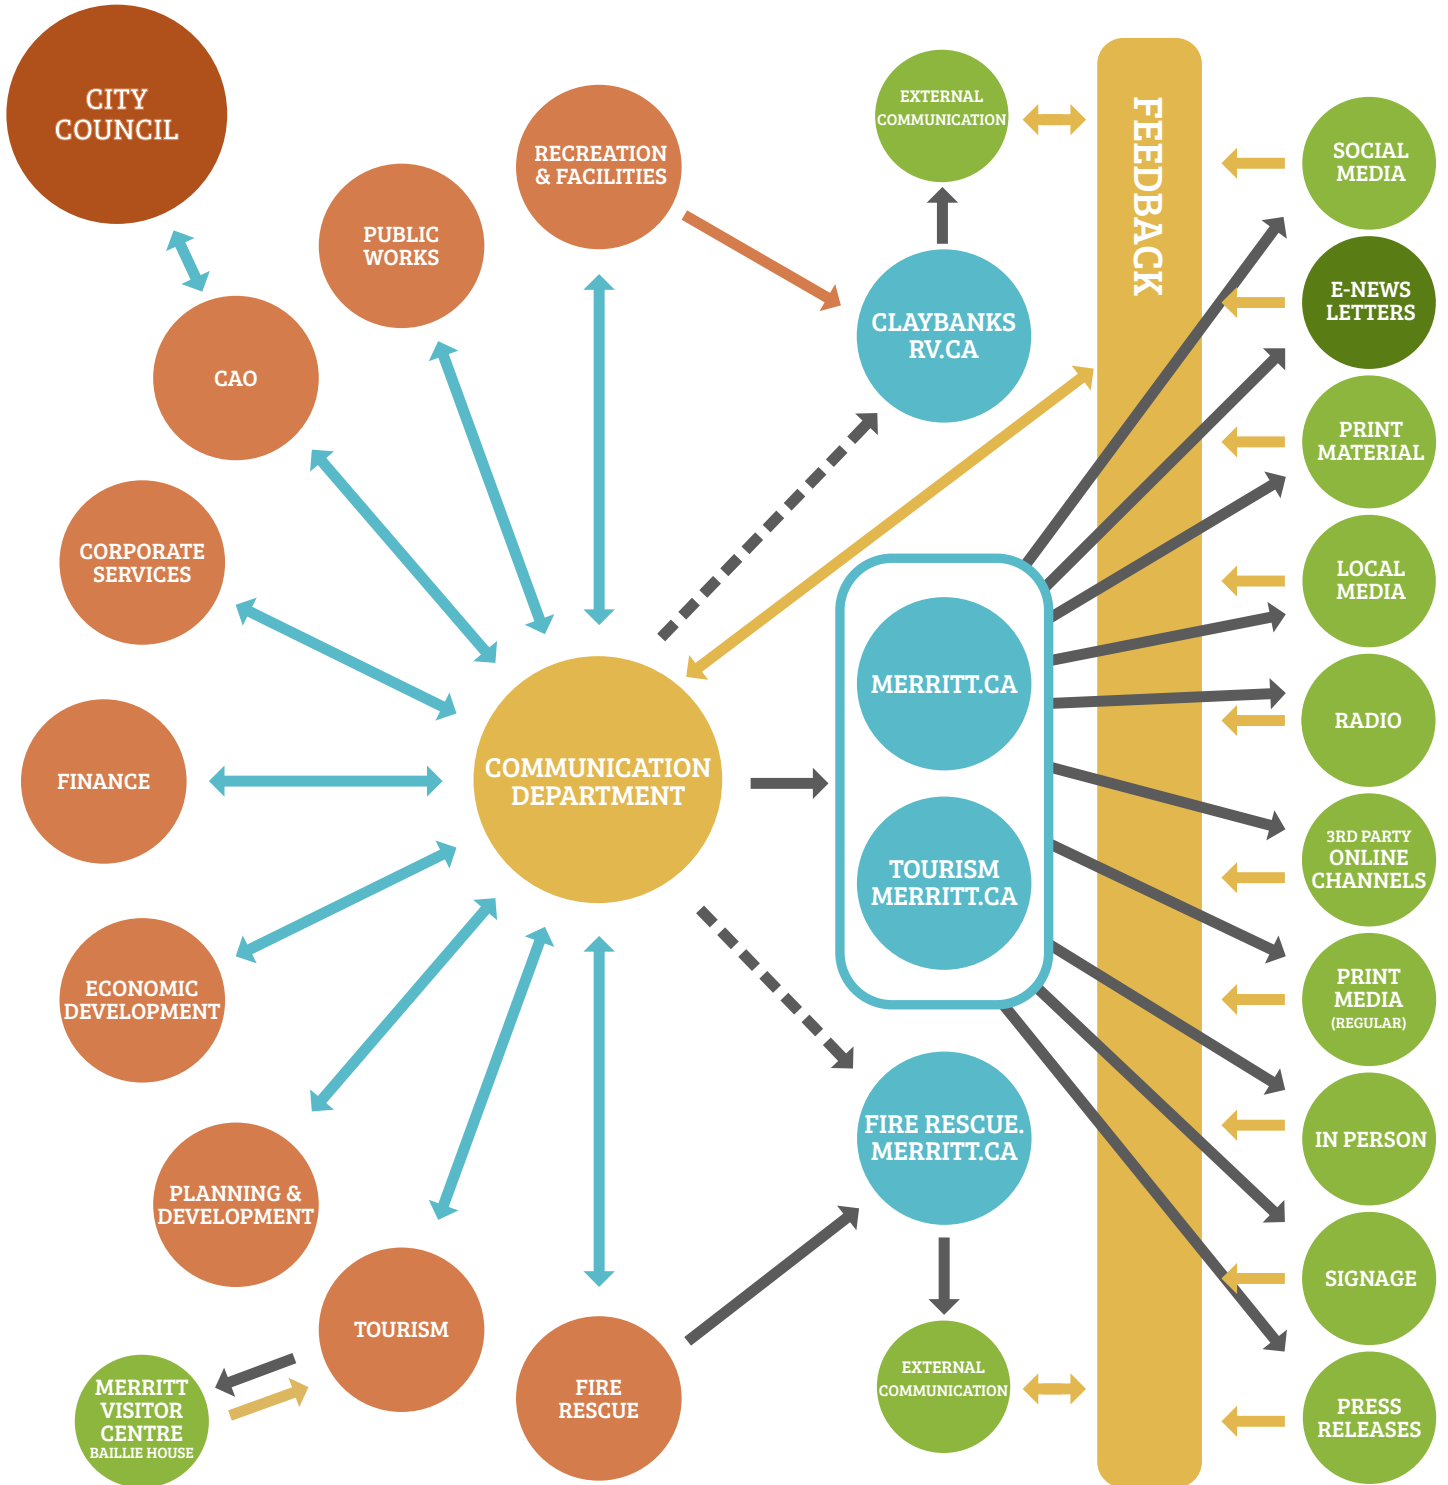 CITY
COUNCIL
CAO
PUBLIC
WORKS
RECREATION
& FACILITIES
CORPORATE
SERVICES
FINANCE
ECONOMIC
DEVELOPMENT
PLANNING &
DEVELOPMENT
TOURISM
FIRE
RESCUE
MERRITT
VISITOR
CENTRE
BAILLIE HOUSE
COMMUNICATION
DEPARTMENT
EXTERNAL
COMMUNICATION
CLAYBANKS
RV.CA
MERRITT.CA
TOURISM
MERRITT.CA
FIRE RESCUE.
MERRITT.CA
EXTERNAL
COMMUNICATION
FEEDBACK
SOCIAL
MEDIA
E-NEWS
LETTERS
PRINT
MATERIAL
LOCAL
MEDIA
RADIO
3RD PARTY
ONLINE
CHANNELS
PRINT
MEDIA
(REGULAR)
IN PERSON
SIGNAGE
PRESS
RELEASES